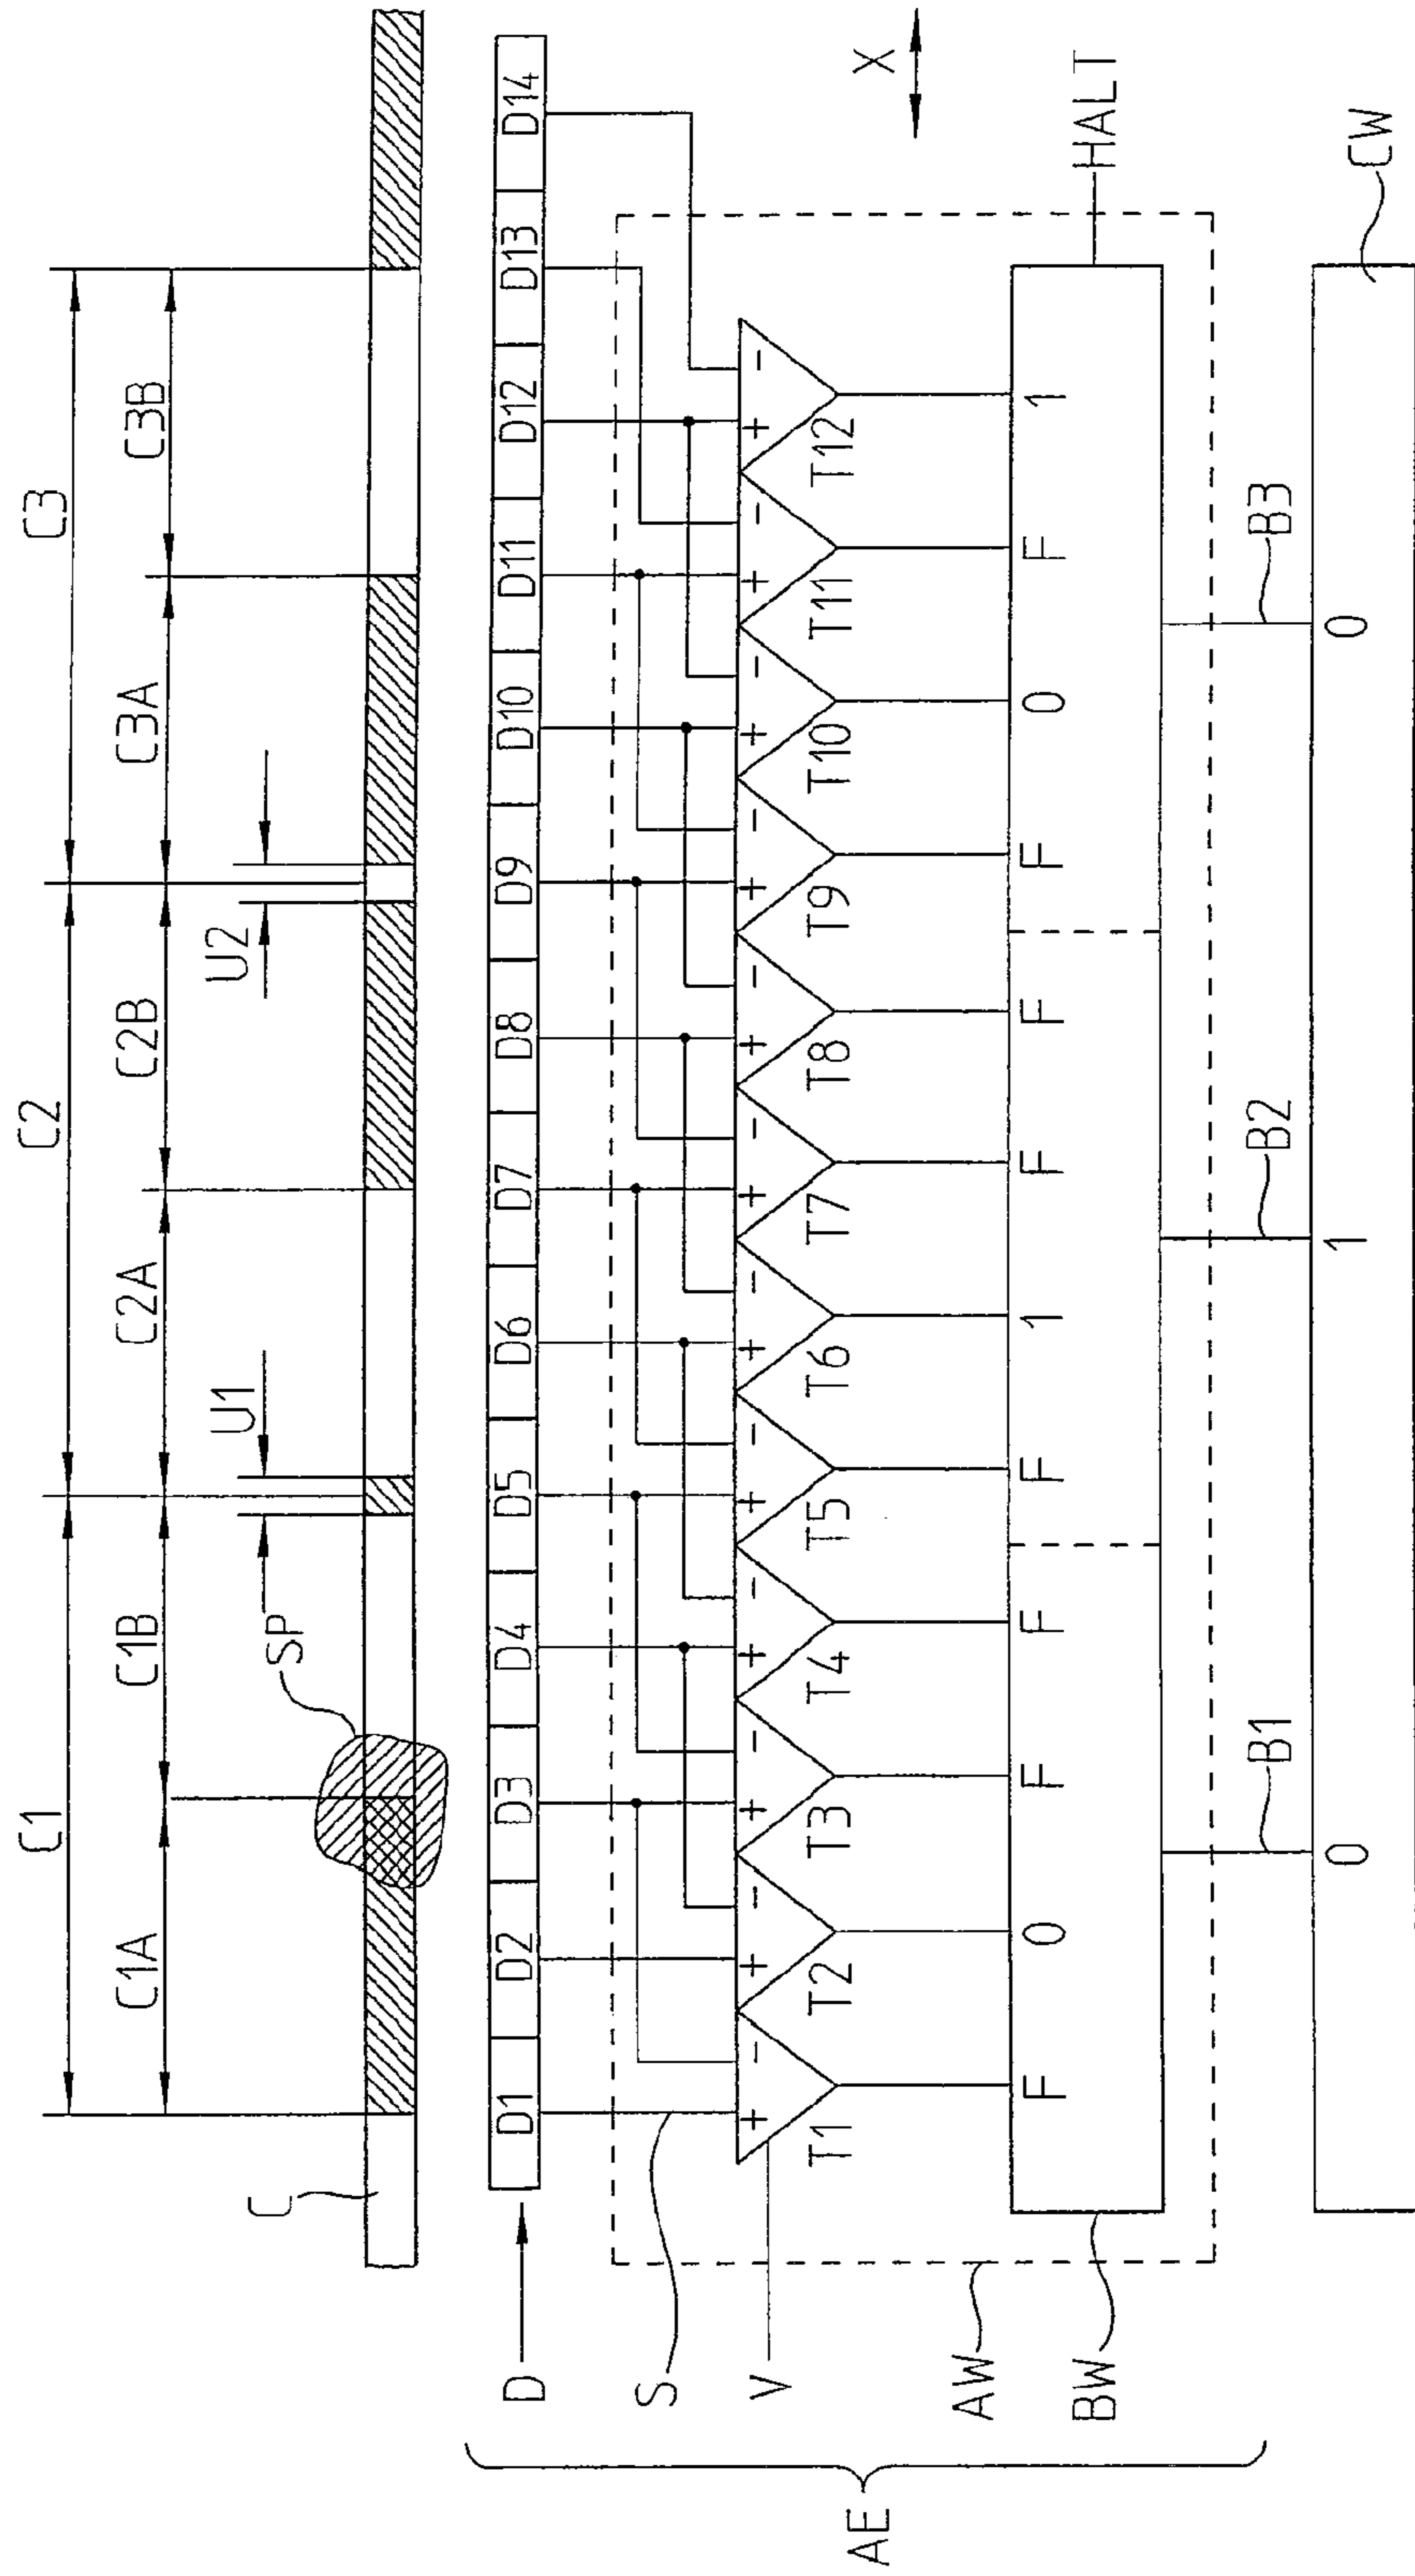 C1 C2 C3
C1A C1B C2A C2B C3A C3B
SP U1 U2
C
D D1 D2 D3 D4 D5 D6 D7 D8 D9 D10 D11 D12 D13 D14
X
S
+ − + − + − + − + − + − + − + − + − + − + − + −
V
T1 T2 T3 T4 T5 T6 T7 T8 T9 T10 T11 T12
AE
AW
F 0 F F F 1 F F F 0 F 1
BW
HALT
B1 B2 B3
0 1 0
CW